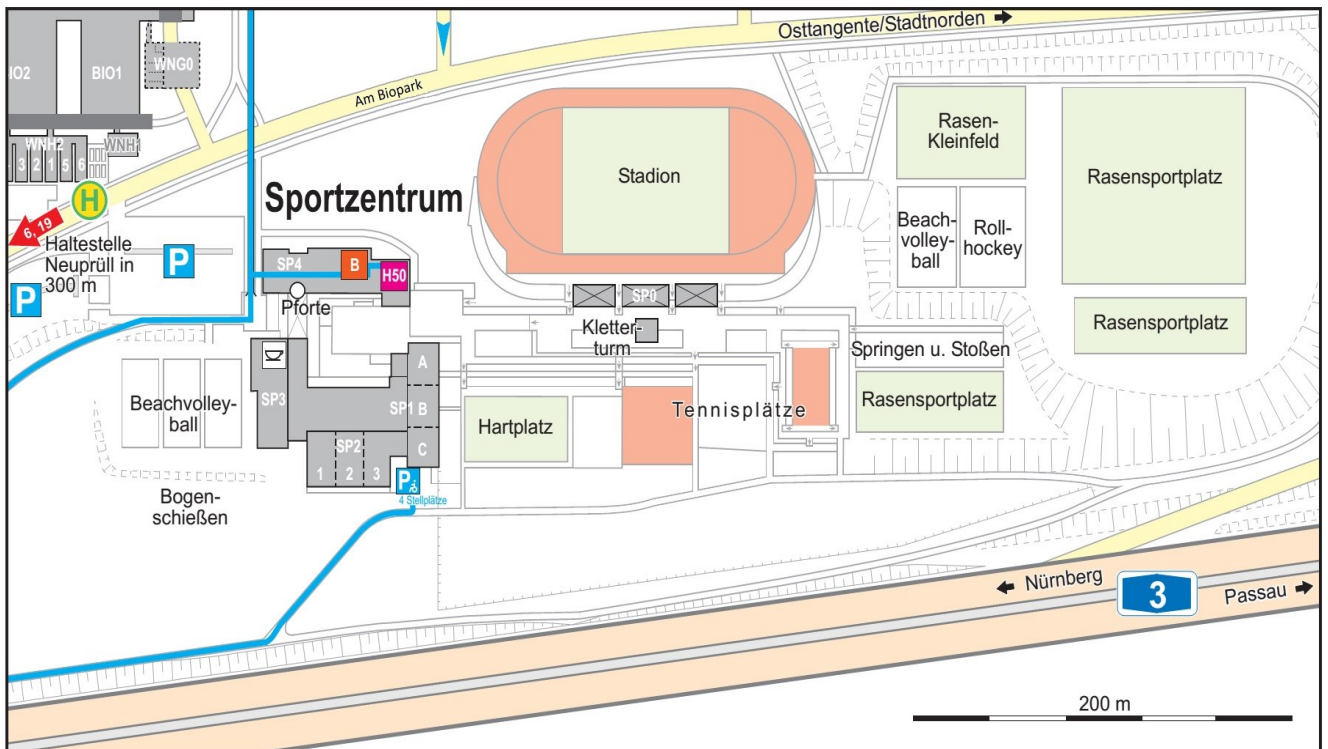 Osttangente/Stadtnorden
WNG0
BIO2
BIO1
Am Biopark
WNH2
WNH1
3 2 1 5 6
H
6, 19
Haltestelle
Neuprüll in
300 m
P
P
Sportzentrum
SP4
B
H50
Pforte
Stadion
SP0
Kletter-
turm
Rasen-
Kleinfeld
Beach-
volley-
ball
Roll-
hockey
Rasensportplatz
Rasensportplatz
Springen u. Stoßen
Rasensportplatz
Tennisplätze
Hartplatz
Beachvolley-
ball
SP3
A
SP1 B
C
SP2
1 2 3
P
4 Stellplätze
Bogen-
schießen
Nürnberg
3
Passau
200 m